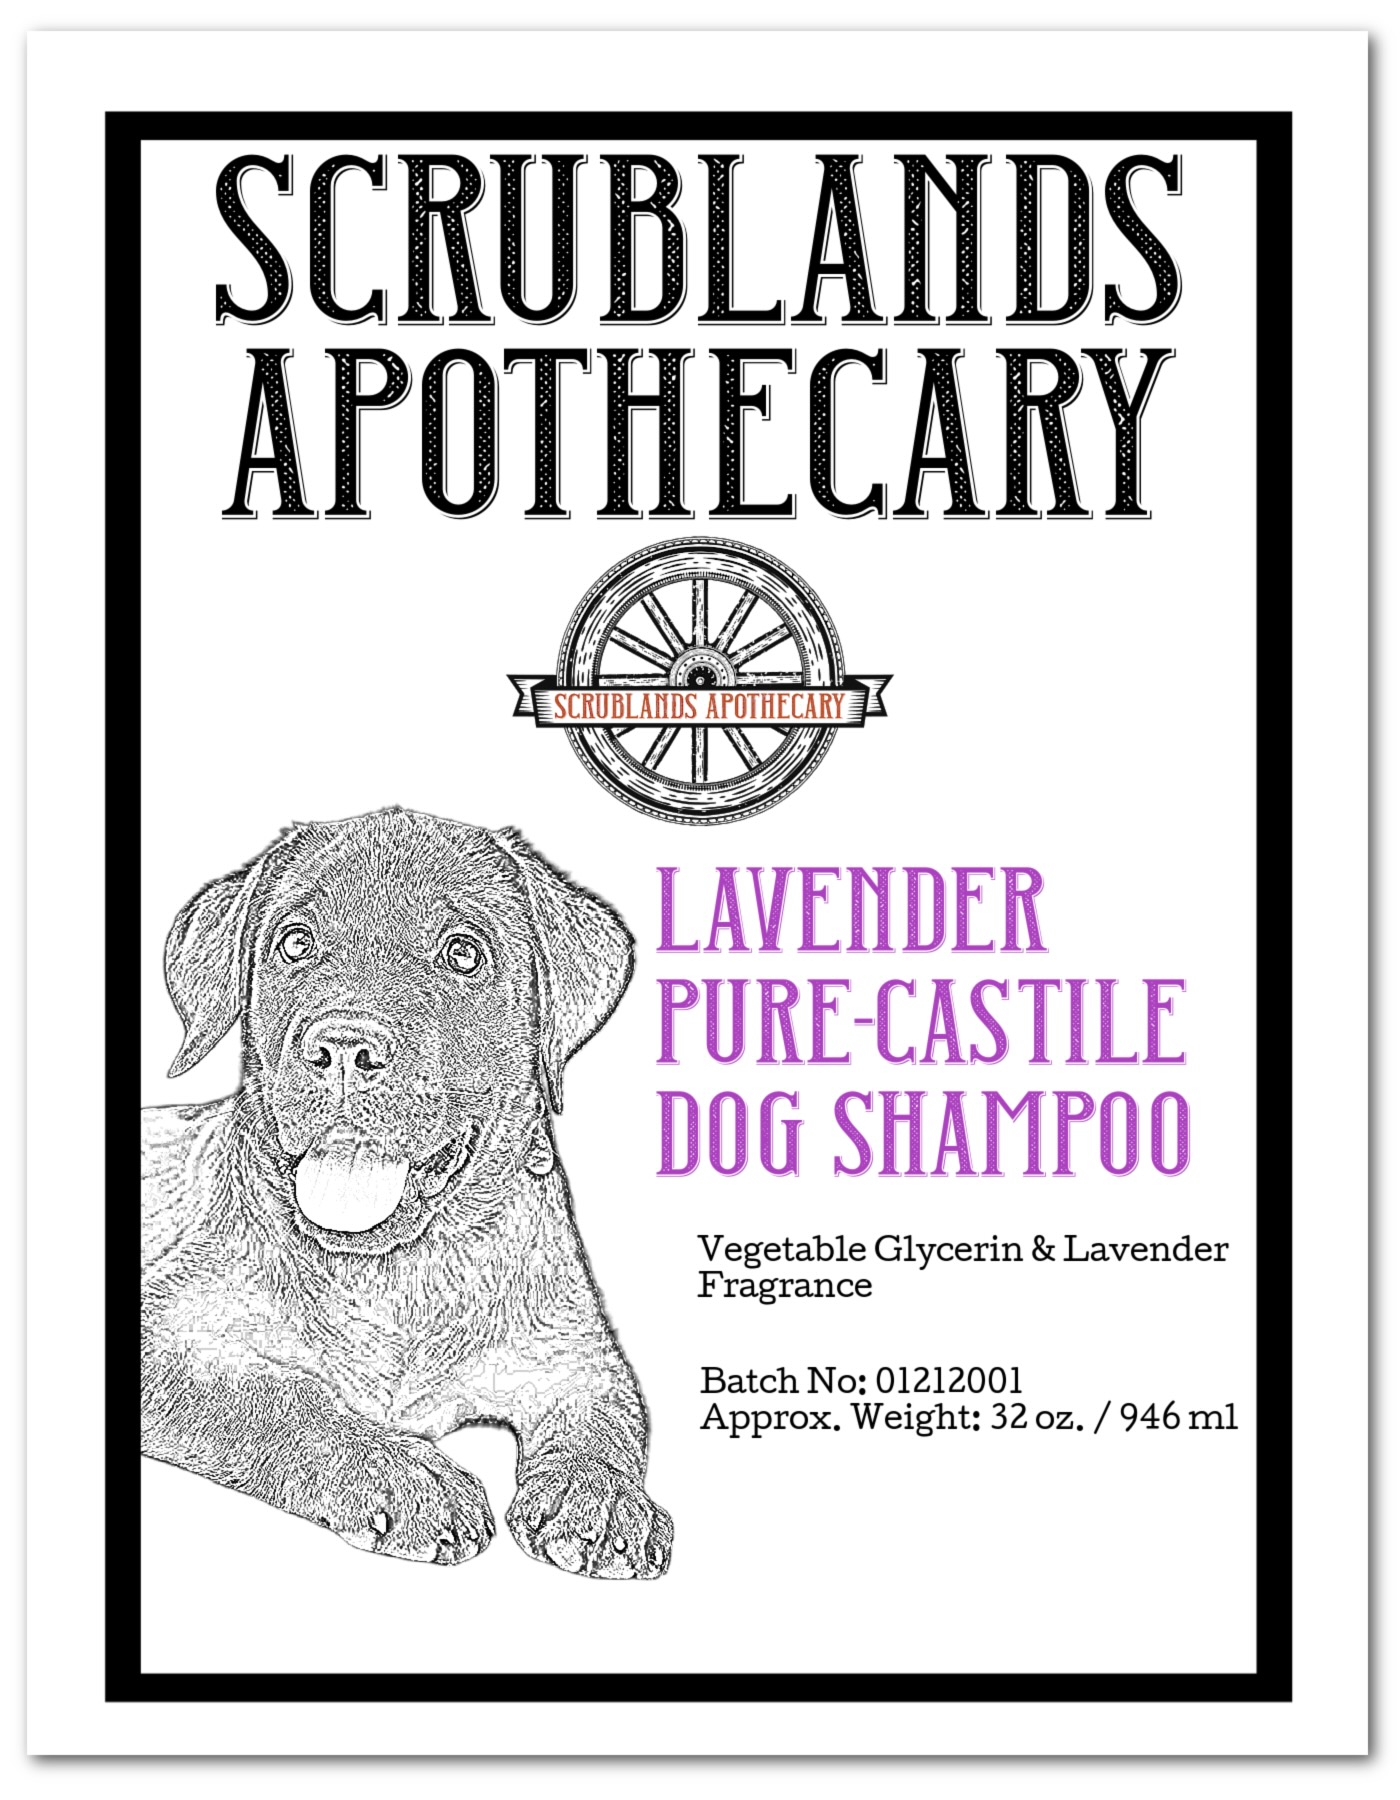 SCRUBLANDS
APOTHECARY
SCRUBLANDS APOTHECARY
LAVENDER
PURE-CASTILE
DOG SHAMPOO
Vegetable Glycerin & Lavender
Fragrance
Batch No: 01212001
Approx. Weight: 32 oz. / 946 ml